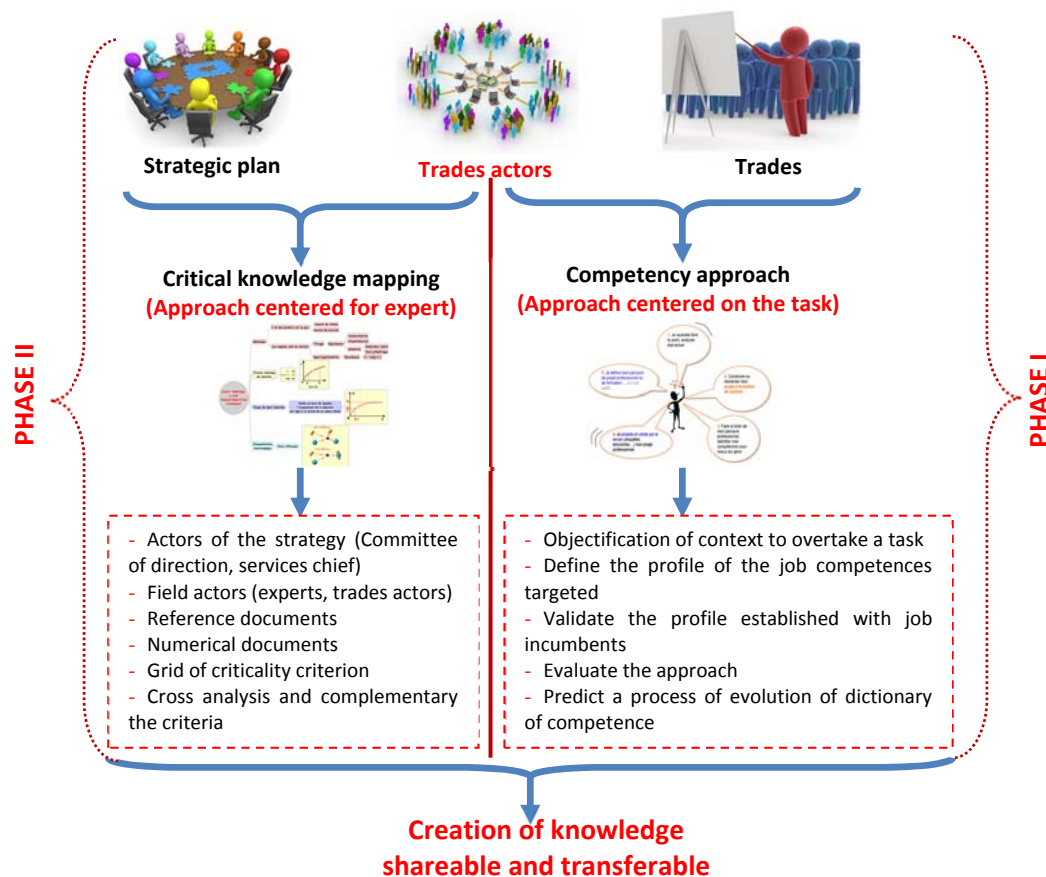 Strategic plan
Trades actors
Trades
PHASE II
PHASE I
Critical knowledge mapping
(Approach centered for expert)
Competency approach
(Approach centered on the task)
- Actors of the strategy (Committee
of direction, services chief)
- Field actors (experts, trades actors)
- Reference documents
- Numerical documents
- Grid of criticality criterion
- Cross analysis and complementary
the criteria
- Objectification of context to overtake a task
- Define the profile of the job competences
targeted
- Validate the profile established with job
incumbents
- Evaluate the approach
- Predict a process of evolution of dictionary
of competence
Creation of knowledge
shareable and transferable